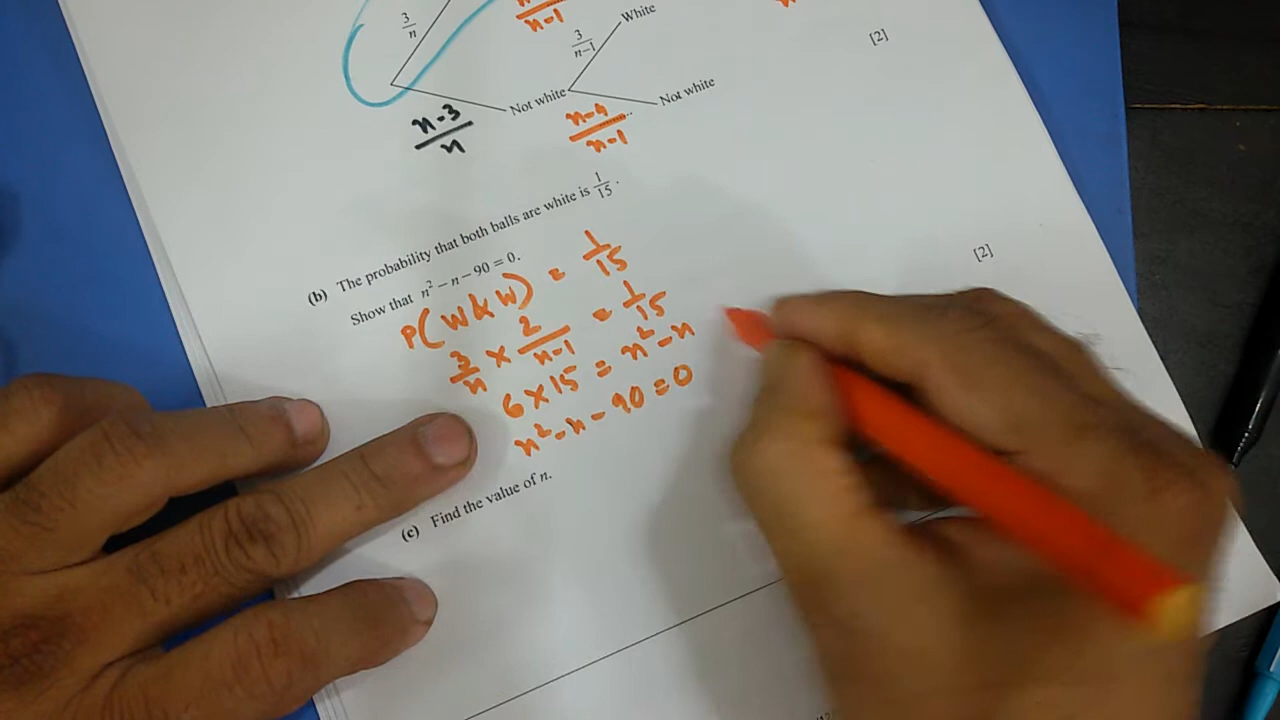 3/n
n-1
White
3/n-1
[2]
Not white
Not white
n-3/n
n-4/n-1
(b) The probability that both balls are white is 1/15.
Show that n² − n − 90 = 0.
[2]
P(W & W) = 1/15
3/n × 2/n-1 = 1/15
6 × 15 = n² - n
n² - n - 90 = 0
(c) Find the value of n.